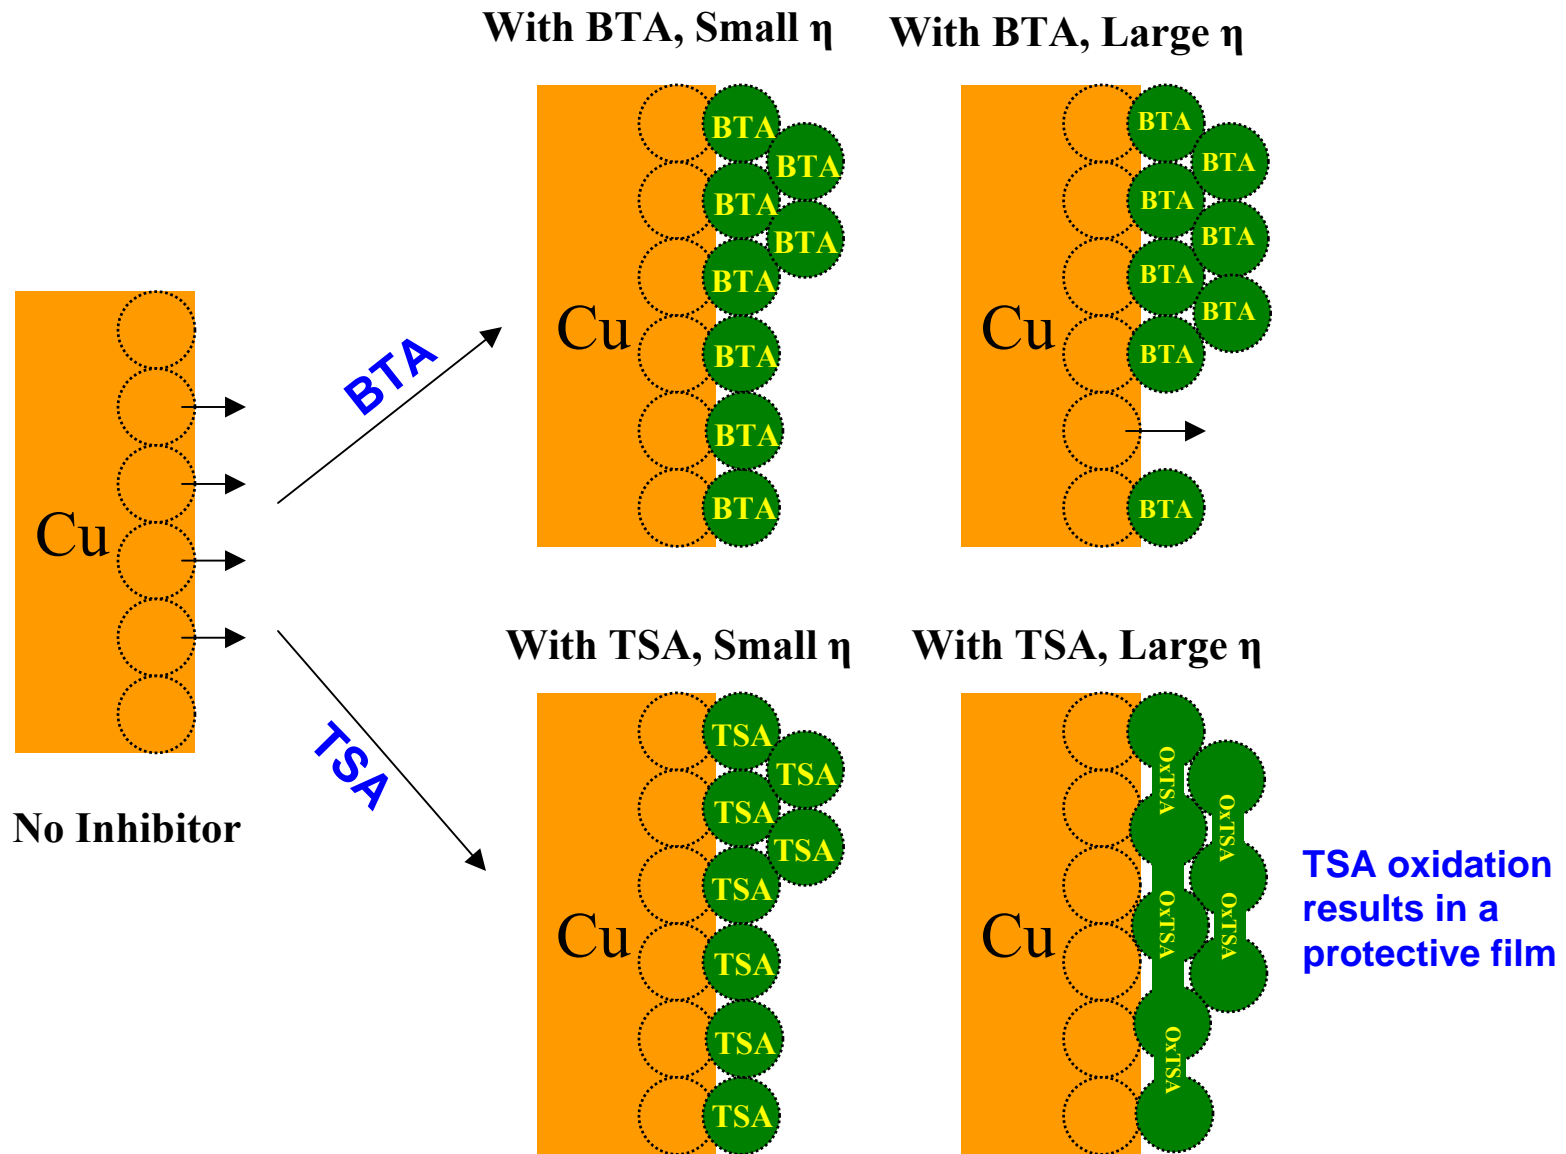 With BTA, Small η
With BTA, Large η
BTA
BTA
BTA
BTA
BTA
BTA
BTA
BTA
Cu
BTA
BTA
BTA
BTA
BTA
BTA
BTA
BTA
Cu
BTA
Cu
No Inhibitor
TSA
With TSA, Small η
With TSA, Large η
TSA
TSA
TSA
TSA
TSA
TSA
TSA
TSA
Cu
OxTSA
OxTSA
OxTSA
OxTSA
OxTSA
Cu
TSA oxidation
results in a
protective film